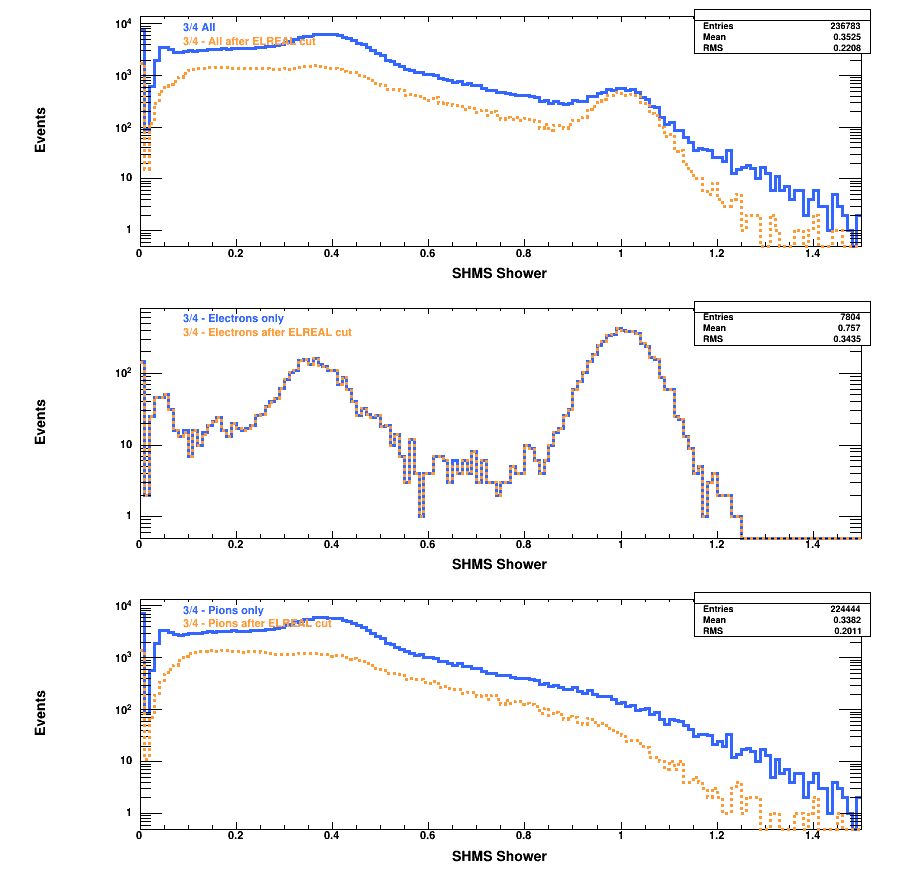 3/4 All
3/4 - All after ELREAL cut
Entries 236783
Mean 0.3525
RMS 0.2208
10⁴
10³
10²
10
1
Events
0 0.2 0.4 0.6 0.8 1 1.2 1.4
SHMS Shower
3/4 - Electrons only
3/4 - Electrons after ELREAL cut
Entries 7804
Mean 0.757
RMS 0.3435
10²
10
1
Events
0 0.2 0.4 0.6 0.8 1 1.2 1.4
SHMS Shower
3/4 - Pions only
3/4 - Pions after ELREAL cut
Entries 224444
Mean 0.3382
RMS 0.2011
10⁴
10³
10²
10
1
Events
0 0.2 0.4 0.6 0.8 1 1.2 1.4
SHMS Shower